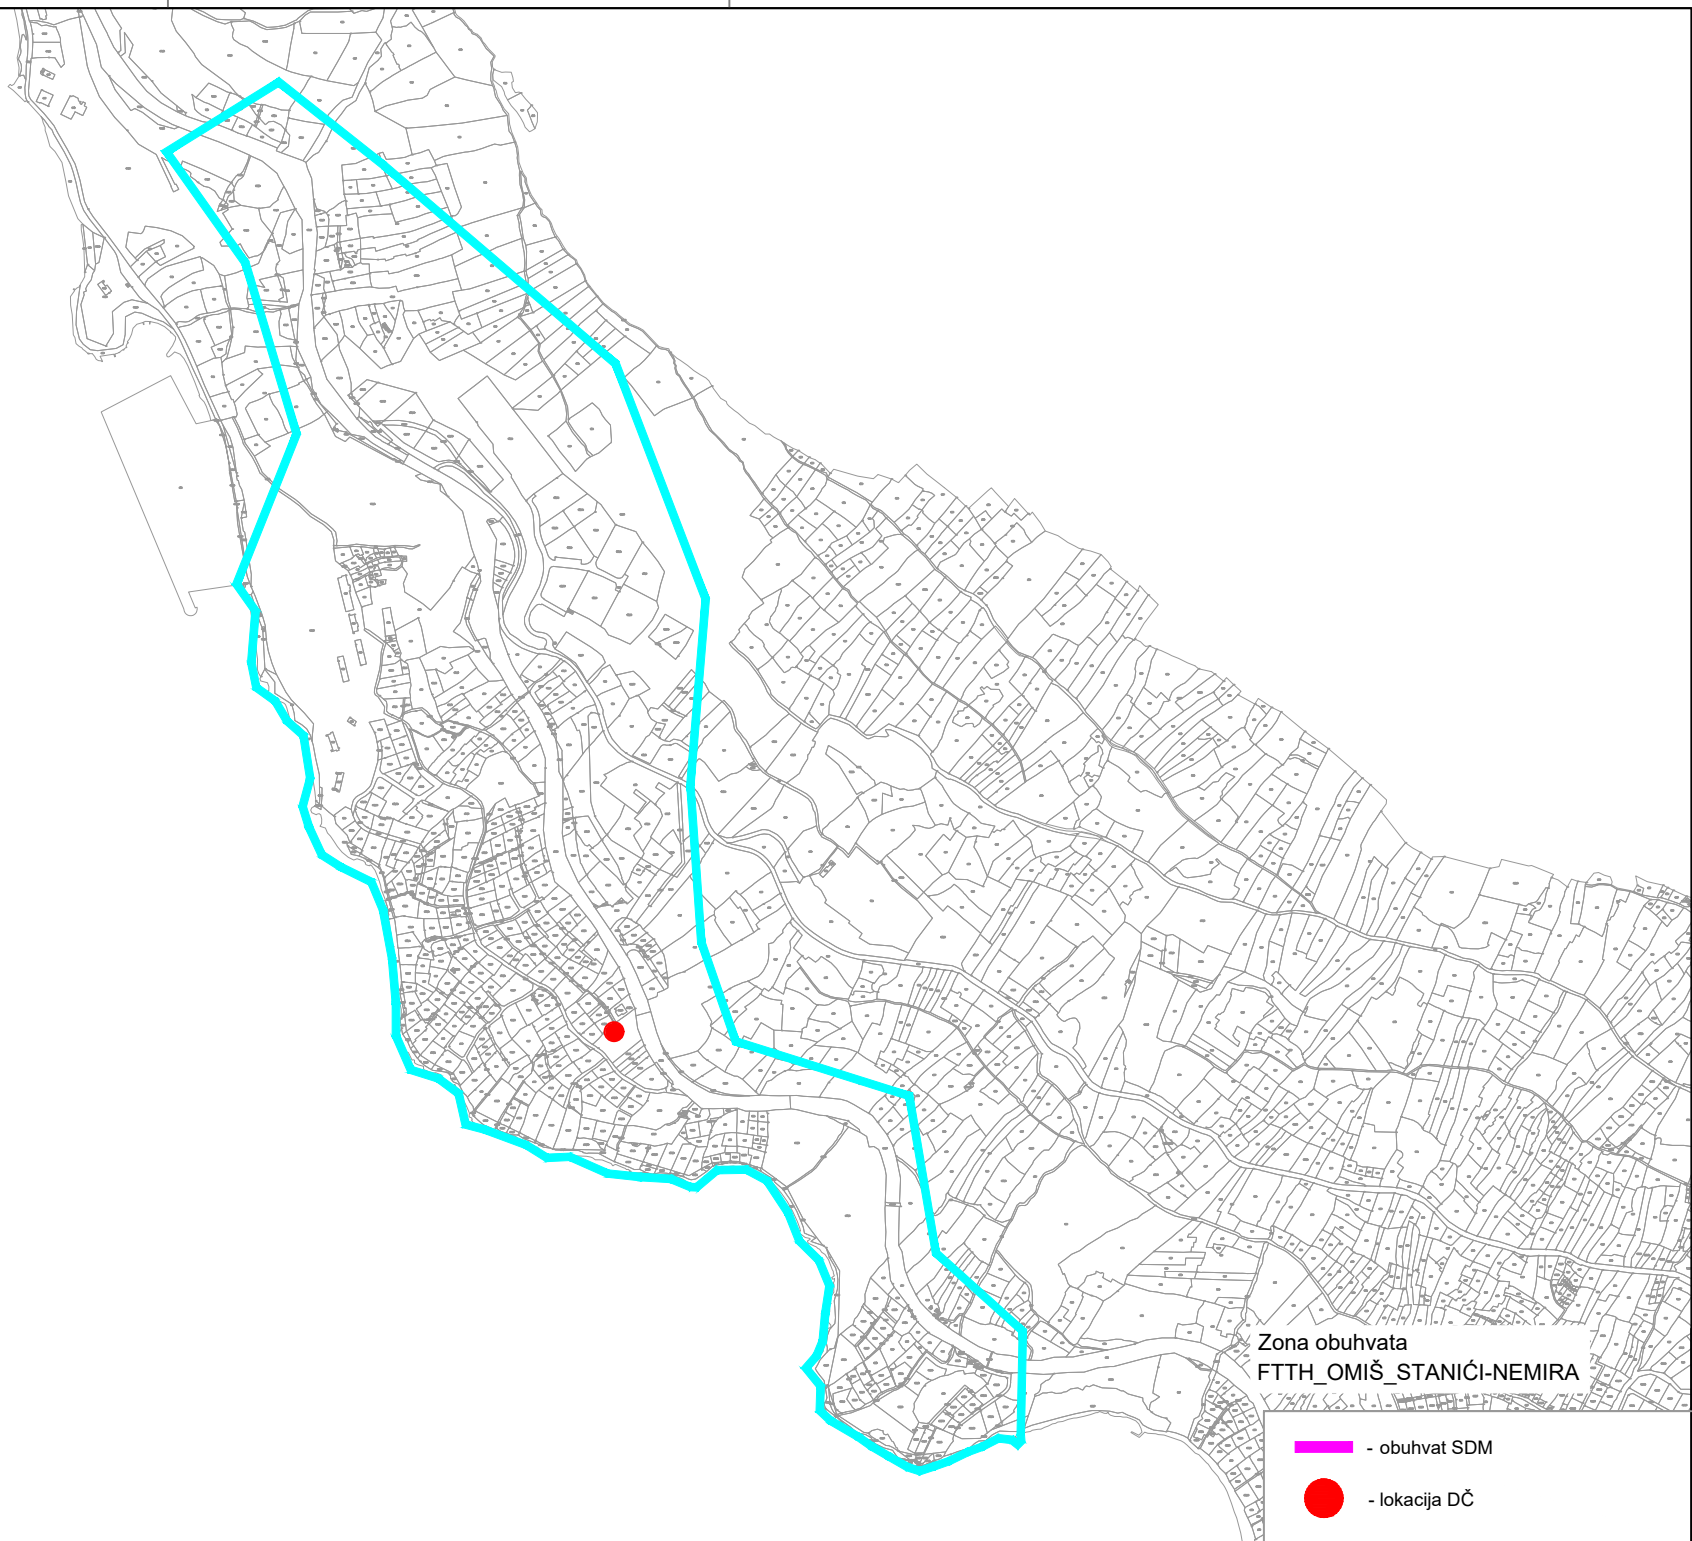 Zona obuhvata
FTTH_OMIŠ_STANIĆI-NEMIRA
- obuhvat SDM
- lokacija DČ